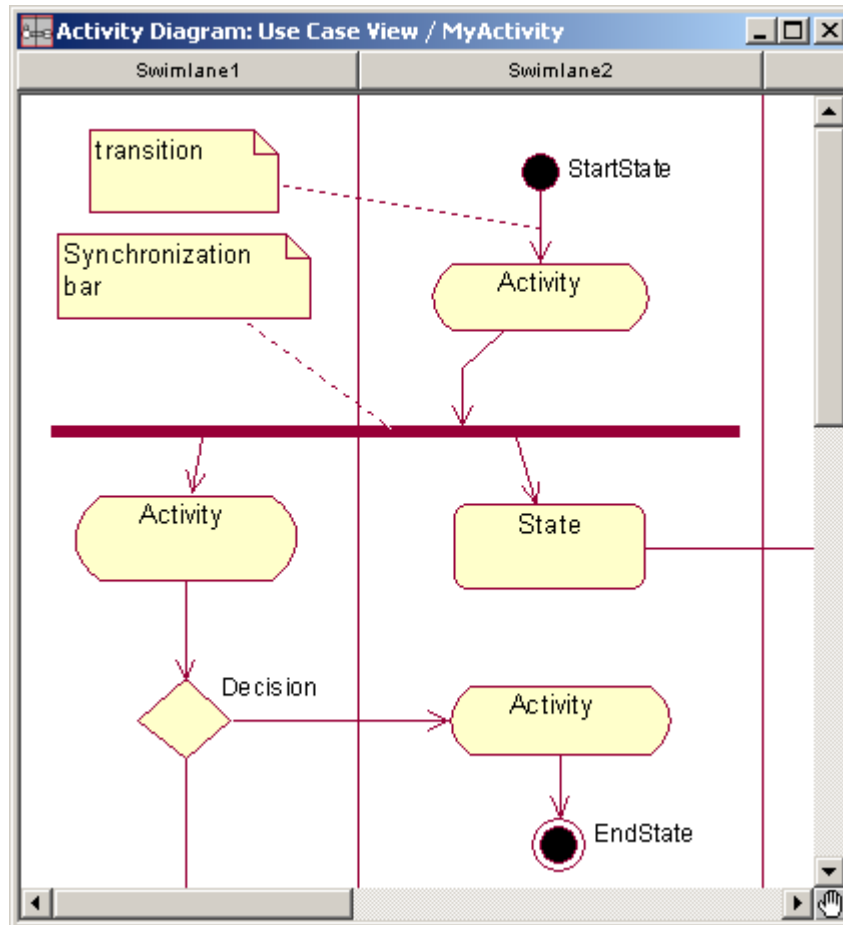 Activity Diagram: Use Case View / MyActivity
Swimlane1
Swimlane2
transition
StartState
Synchronization
bar
Activity
Activity
State
Decision
Activity
EndState